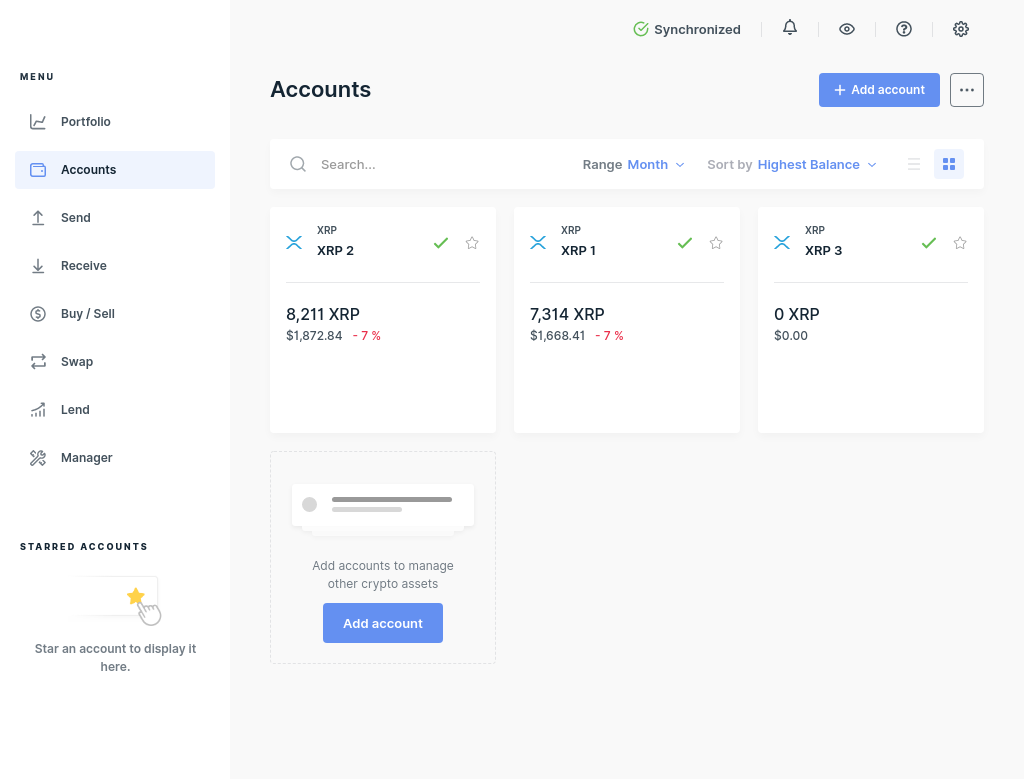 Synchronized
MENU
Portfolio
Accounts
Send
Receive
Buy / Sell
Swap
Lend
Manager
STARRED ACCOUNTS
Star an account to display it
here.
Accounts
Add account
Search...
Range Month
Sort by Highest Balance
XRP
XRP 2
8,211 XRP
$1,872.84 - 7 %
XRP
XRP 1
7,314 XRP
$1,668.41 - 7 %
XRP
XRP 3
0 XRP
$0.00
Add accounts to manage
other crypto assets
Add account